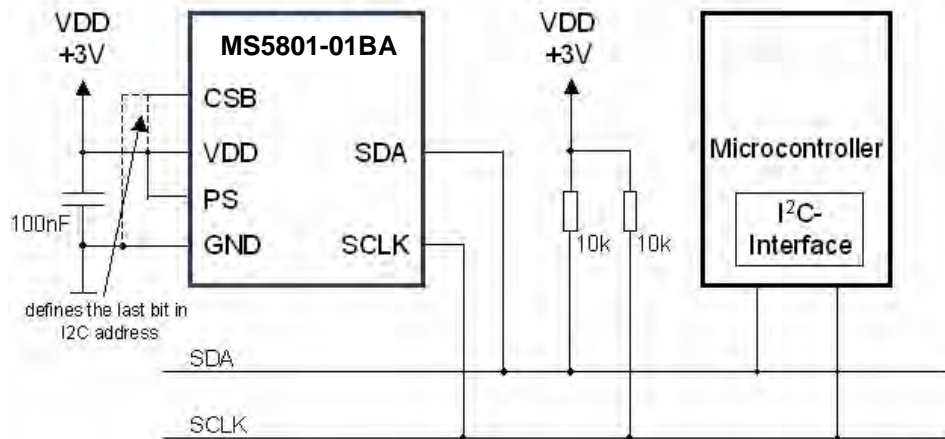 VDD
+3V
MS5801-01BA
VDD
+3V
CSB
VDD
SDA
Microcontroller
PS
100nF
I²C-
Interface
10k
10k
GND
SCLK
defines the last bit in
I2C address
SDA
SCLK